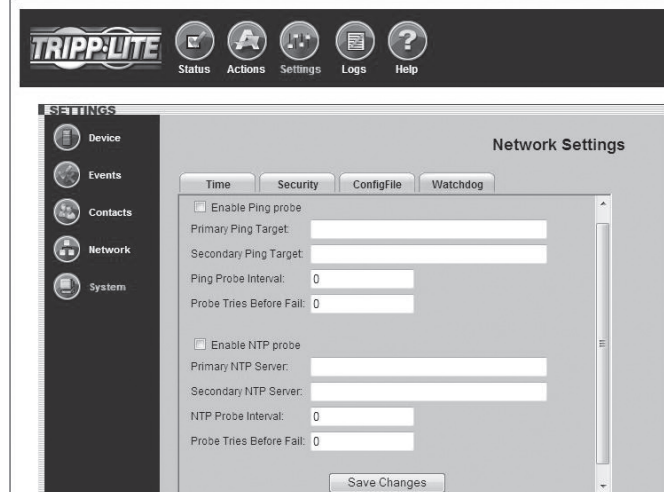 TRIPP·LITE
Status Actions Settings Logs Help
SETTINGS
Device
Events
Contacts
Network
System
Network Settings
Time Security ConfigFile Watchdog
Enable Ping probe
Primary Ping Target:
Secondary Ping Target:
Ping Probe Interval: 0
Probe Tries Before Fail: 0
Enable NTP probe
Primary NTP Server:
Secondary NTP Server:
NTP Probe Interval: 0
Probe Tries Before Fail: 0
Save Changes